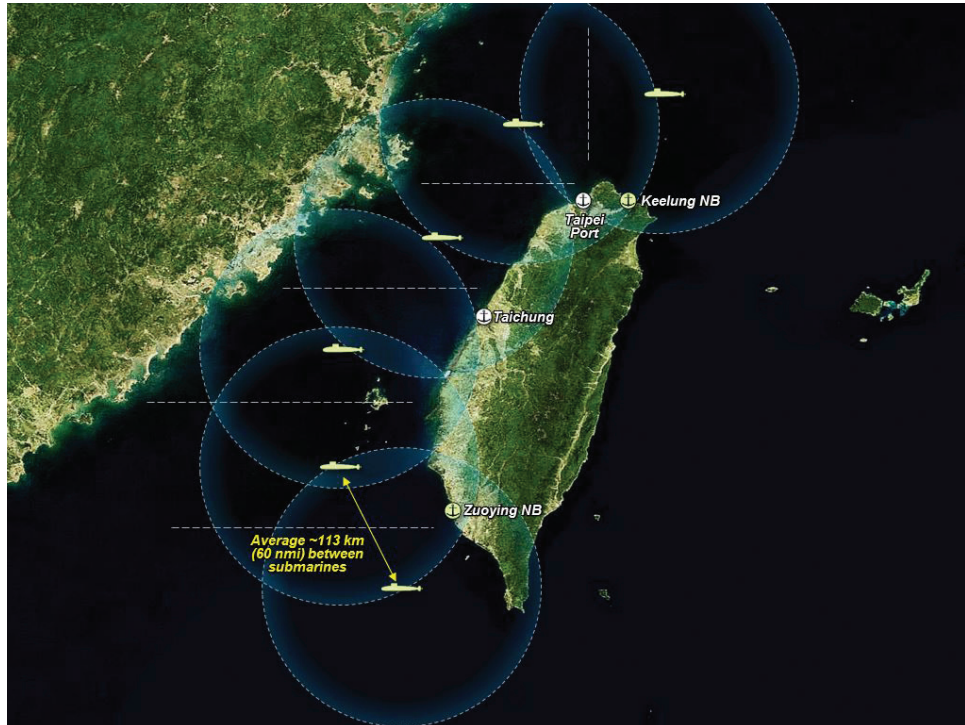 Taipei
Port
Keelung NB
Taichung
Zuoying NB
Average ~113 km
(60 nmi) between
submarines